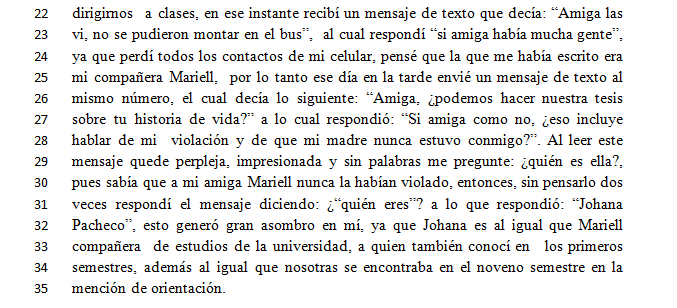 22 dirigirnos a clases, en ese instante recibí un mensaje de texto que decía: “Amiga las
23 vi, no se pudieron montar en el bus”, al cual respondí “si amiga había mucha gente”,
24 ya que perdí todos los contactos de mi celular, pensé que la que me había escrito era
25 mi compañera Mariell, por lo tanto ese día en la tarde envié un mensaje de texto al
26 mismo número, el cual decía lo siguiente: “Amiga, ¿podemos hacer nuestra tesis
27 sobre tu historia de vida?” a lo cual respondió: “Si amiga como no, ¿eso incluye
28 hablar de mi violación y de que mi madre nunca estuvo conmigo?”. Al leer este
29 mensaje quede perpleja, impresionada y sin palabras me pregunte: ¿quién es ella?,
30 pues sabía que a mi amiga Mariell nunca la habían violado, entonces, sin pensarlo dos
31 veces respondí el mensaje diciendo: ¿“quién eres”? a lo que respondió: “Johana
32 Pacheco”, esto generó gran asombro en mí, ya que Johana es al igual que Mariell
33 compañera de estudios de la universidad, a quien también conocí en los primeros
34 semestres, además al igual que nosotras se encontraba en el noveno semestre en la
35 mención de orientación.